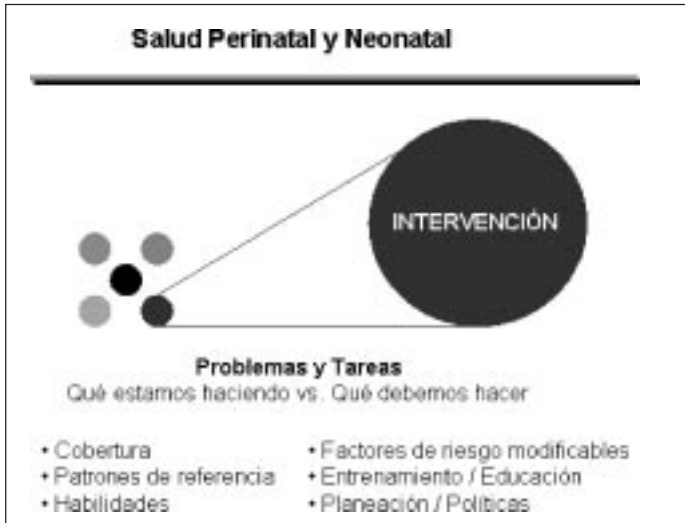 Salud Perinatal y Neonatal
INTERVENCIÓN
Problemas y Tareas
Qué estamos haciendo vs. Qué debemos hacer
• Cobertura
• Patrones de referencia
• Habilidades
• Factores de riesgo modificables
• Entrenamiento / Educación
• Planeación / Políticas